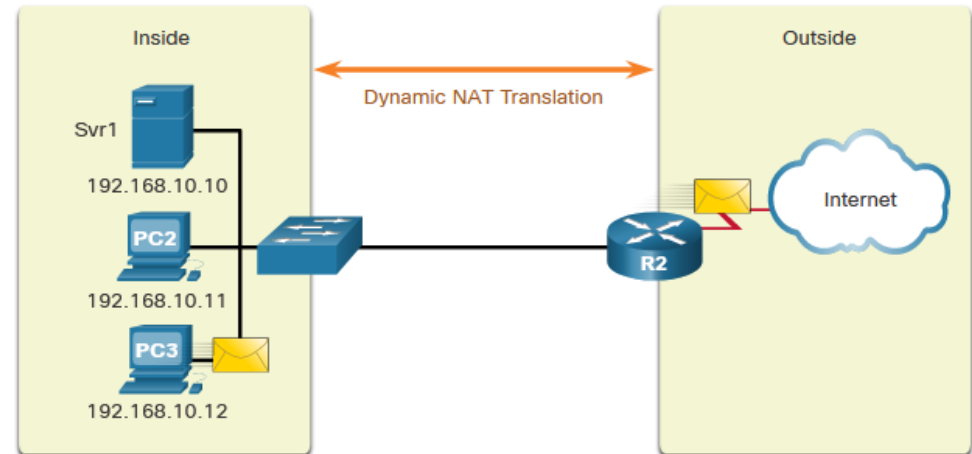 Inside
Outside
Dynamic NAT Translation
Svr1
192.168.10.10
PC2
192.168.10.11
PC3
192.168.10.12
R2
Internet